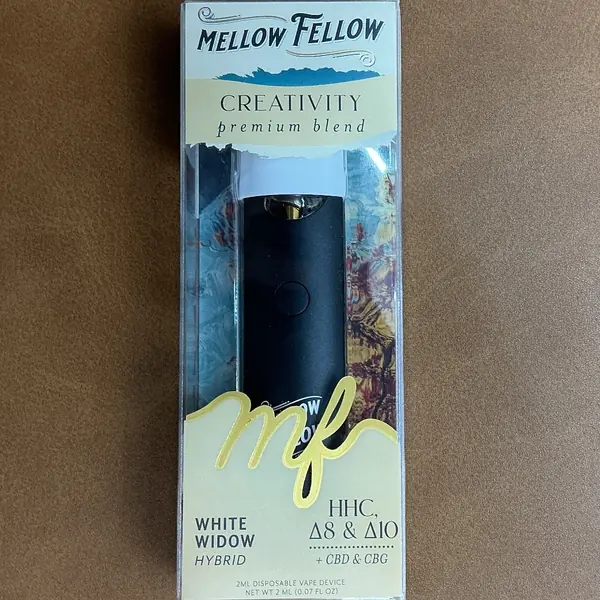 MELLOW FELLOW
CREATIVITY
premium blend
mf
WHITE
WIDOW
HYBRID
HHC,
Δ8 & Δ10
+ CBD & CBG
2ML DISPOSABLE VAPE DEVICE
NET WT 2 ML (0.07 FL OZ)